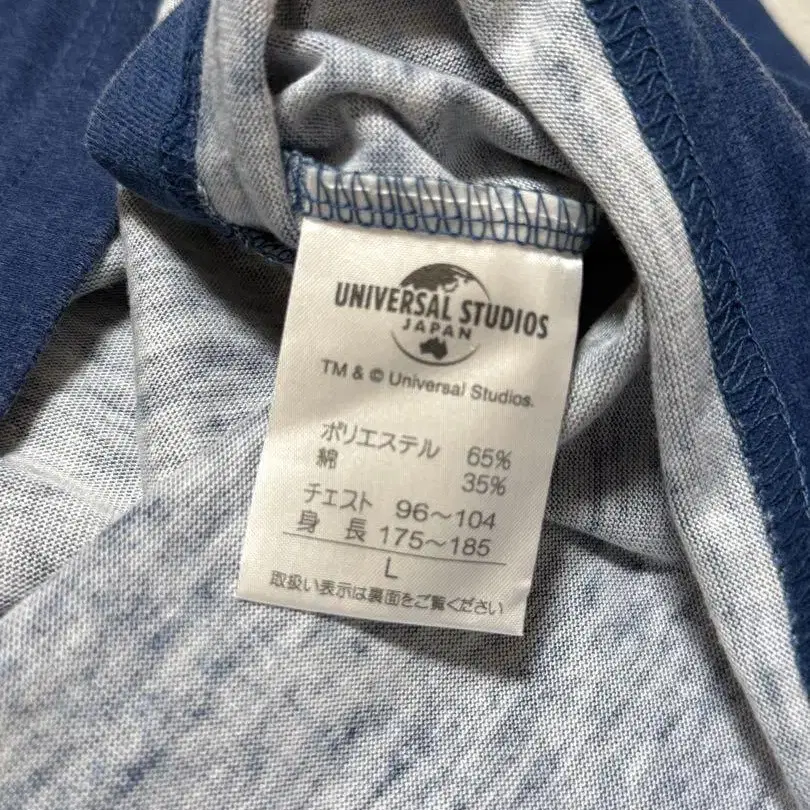 UNIVERSAL STUDIOS
JAPAN
TM & © Universal Studios.
ポリエステル 65%
綿 35%
チェスト 96～104
身長 175～185
L
取扱い表示は裏面をご覧ください